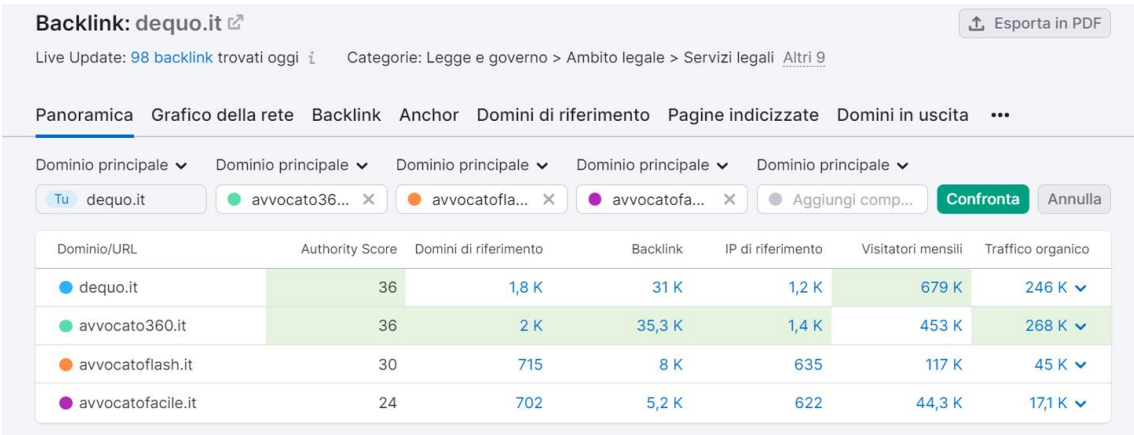 Backlink: dequo.it
Esporta in PDF
Live Update: 98 backlink trovati oggi i Categorie: Legge e governo > Ambito legale > Servizi legali Altri 9
Panoramica Grafico della rete Backlink Anchor Domini di riferimento Pagine indicizzate Domini in uscita •••
Dominio principale Dominio principale Dominio principale Dominio principale Dominio principale
Tu dequo.it avvocato36... × avvocatofla... × avvocatofa... × Aggiungi comp... Confronta Annulla
Dominio/URL Authority Score Domini di riferimento Backlink IP di riferimento Visitatori mensili Traffico organico
dequo.it 36 1,8 K 31 K 1,2 K 679 K 246 K
avvocato360.it 36 2 K 35,3 K 1,4 K 453 K 268 K
avvocatoflash.it 30 715 8 K 635 117 K 45 K
avvocatofacile.it 24 702 5,2 K 622 44,3 K 17,1 K